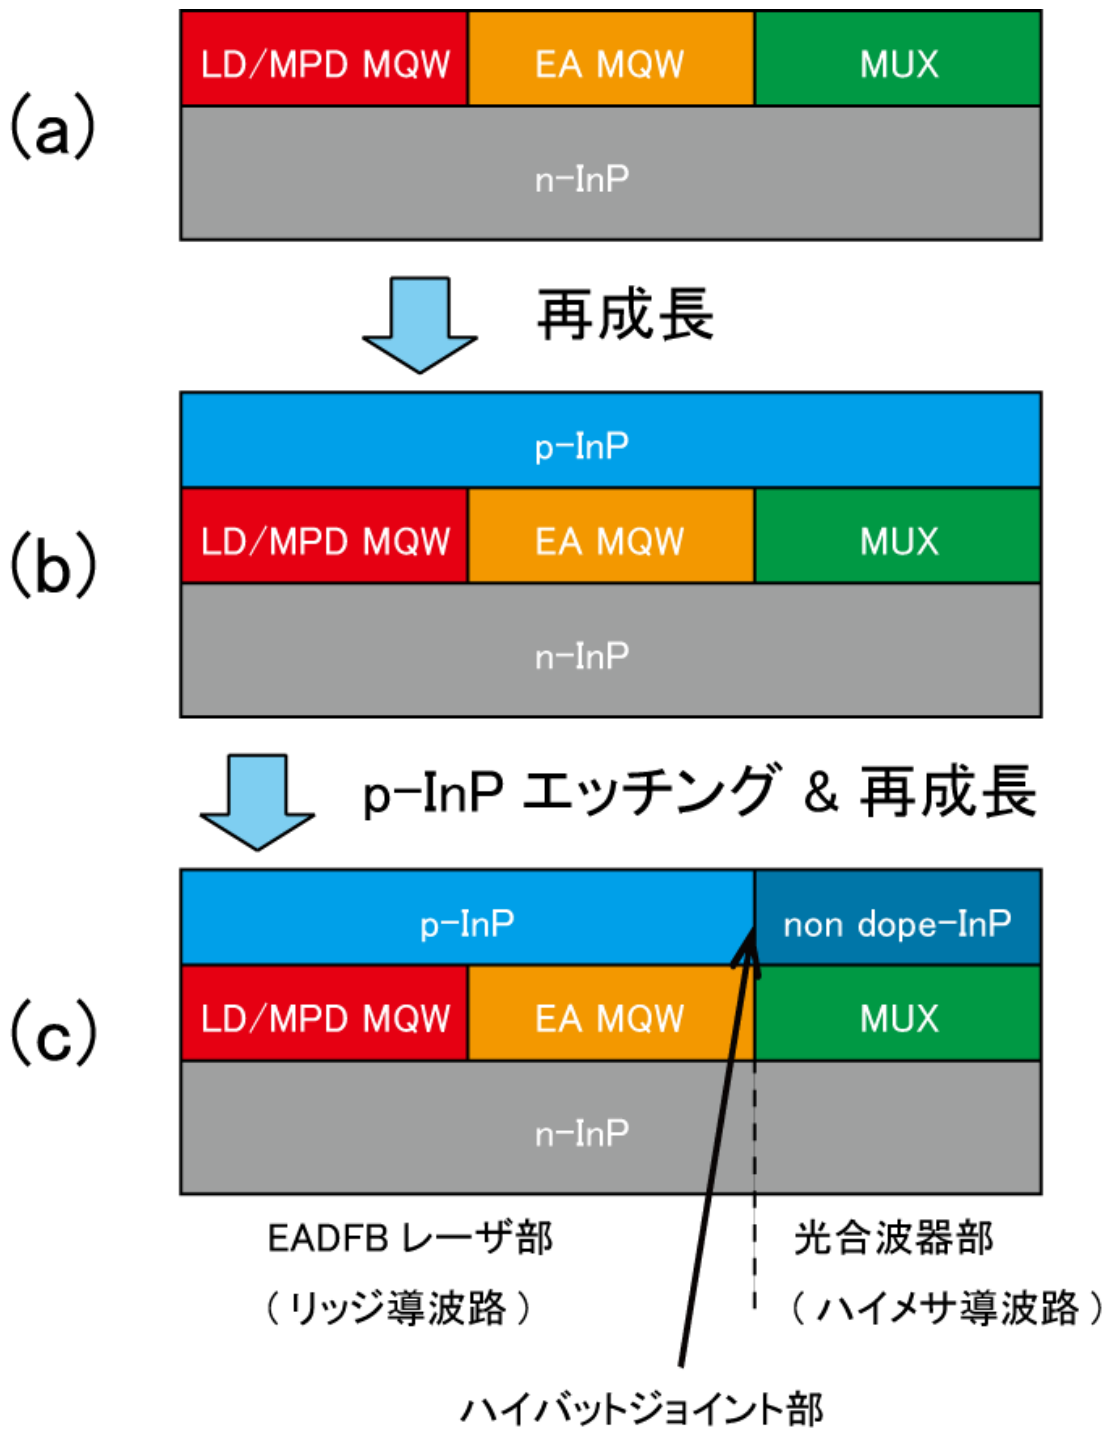 (a)
LD/MPD MQW
EA MQW
MUX
n-InP
再成長
(b)
p-InP
LD/MPD MQW
EA MQW
MUX
n-InP
p-InP エッチング & 再成長
(c)
p-InP
non dope-InP
LD/MPD MQW
EA MQW
MUX
n-InP
EADFB レーザ部
(リッジ導波路)
光合波器部
(ハイメサ導波路)
ハイバットジョイント部